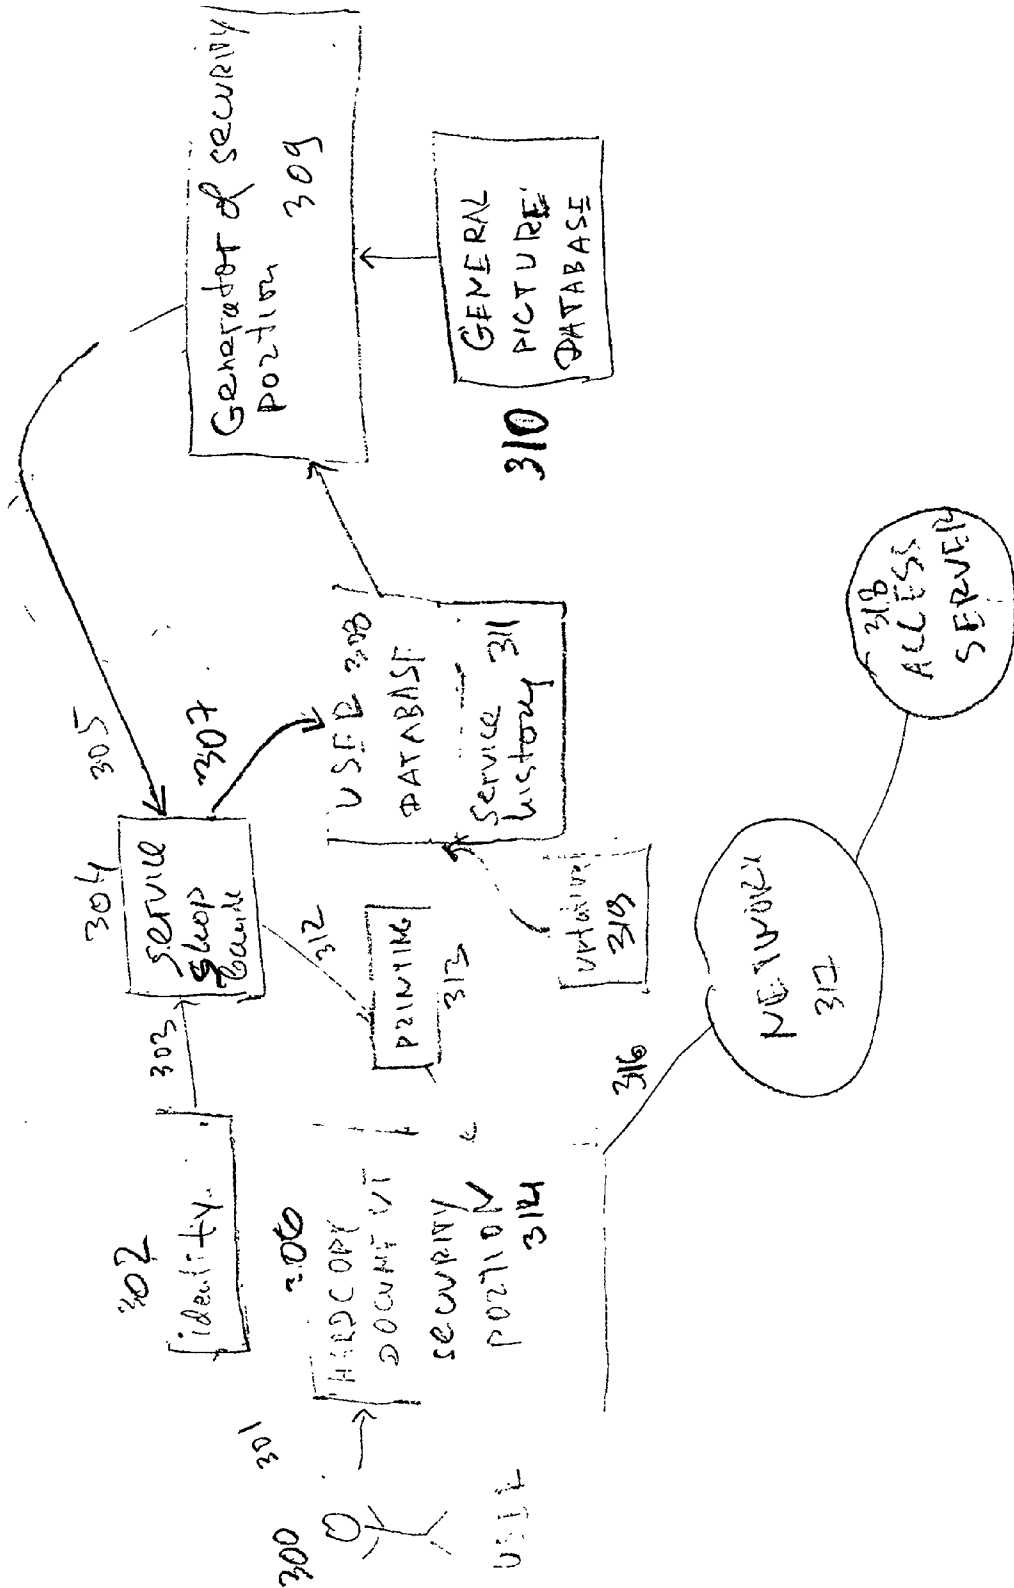 300
301
USER
302
identity
303
304
service
shop
bank
305
307
306
HARDCOPY
DOCUMENT
security
PORTION
314
312
PRINTING
313
USER 308
DATABASE
service
history 311
319
Generator of security
portion
309
310
GENERAL
PICTURE
DATABASE
316
NETWORK
317
318
ACCESS
SERVER